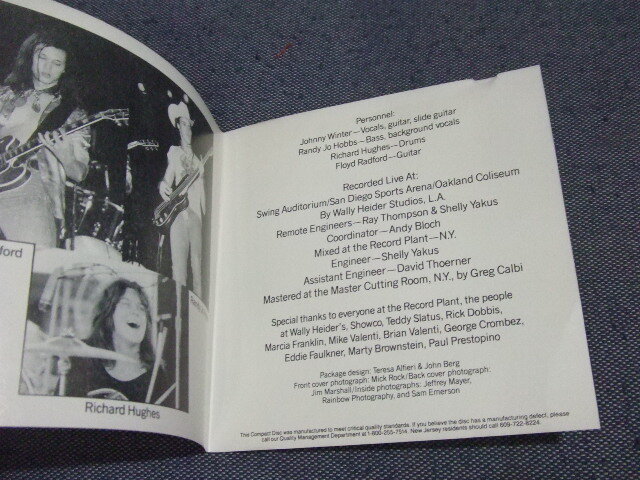 dford
Richard Hughes
Personnel:
Johnny Winter—Vocals, guitar, slide guitar
Randy Jo Hobbs—Bass, background vocals
Richard Hughes—Drums
Floyd Radford—Guitar
Recorded Live At:
Swing Auditorium/San Diego Sports Arena/Oakland Coliseum
By Wally Heider Studios, L.A.
Remote Engineers—Ray Thompson & Shelly Yakus
Coordinator—Andy Bloch
Mixed at the Record Plant—N.Y.
Engineer—Shelly Yakus
Assistant Engineer—David Thoerner
Mastered at the Master Cutting Room, N.Y., by Greg Calbi
Special thanks to everyone at the Record Plant, the people
at Wally Heider's, Showco, Teddy Slatus, Rick Dobbis,
Marcia Franklin, Mike Valenti, Brian Valenti, George Crombez,
Eddie Faulkner, Marty Brownstein, Paul Prestopino
Package design: Teresa Alfieri & John Berg
Front cover photograph: Mick Rock/Back cover photograph:
Jim Marshall/Inside photographs: Jeffrey Mayer,
Rainbow Photography, and Sam Emerson
This Compact Disc was manufactured to meet critical quality standards. If you believe the disc has a manufacturing defect, please
call our Quality Management Department at 1-800-255-7514. New Jersey residents should call 609-722-8224.